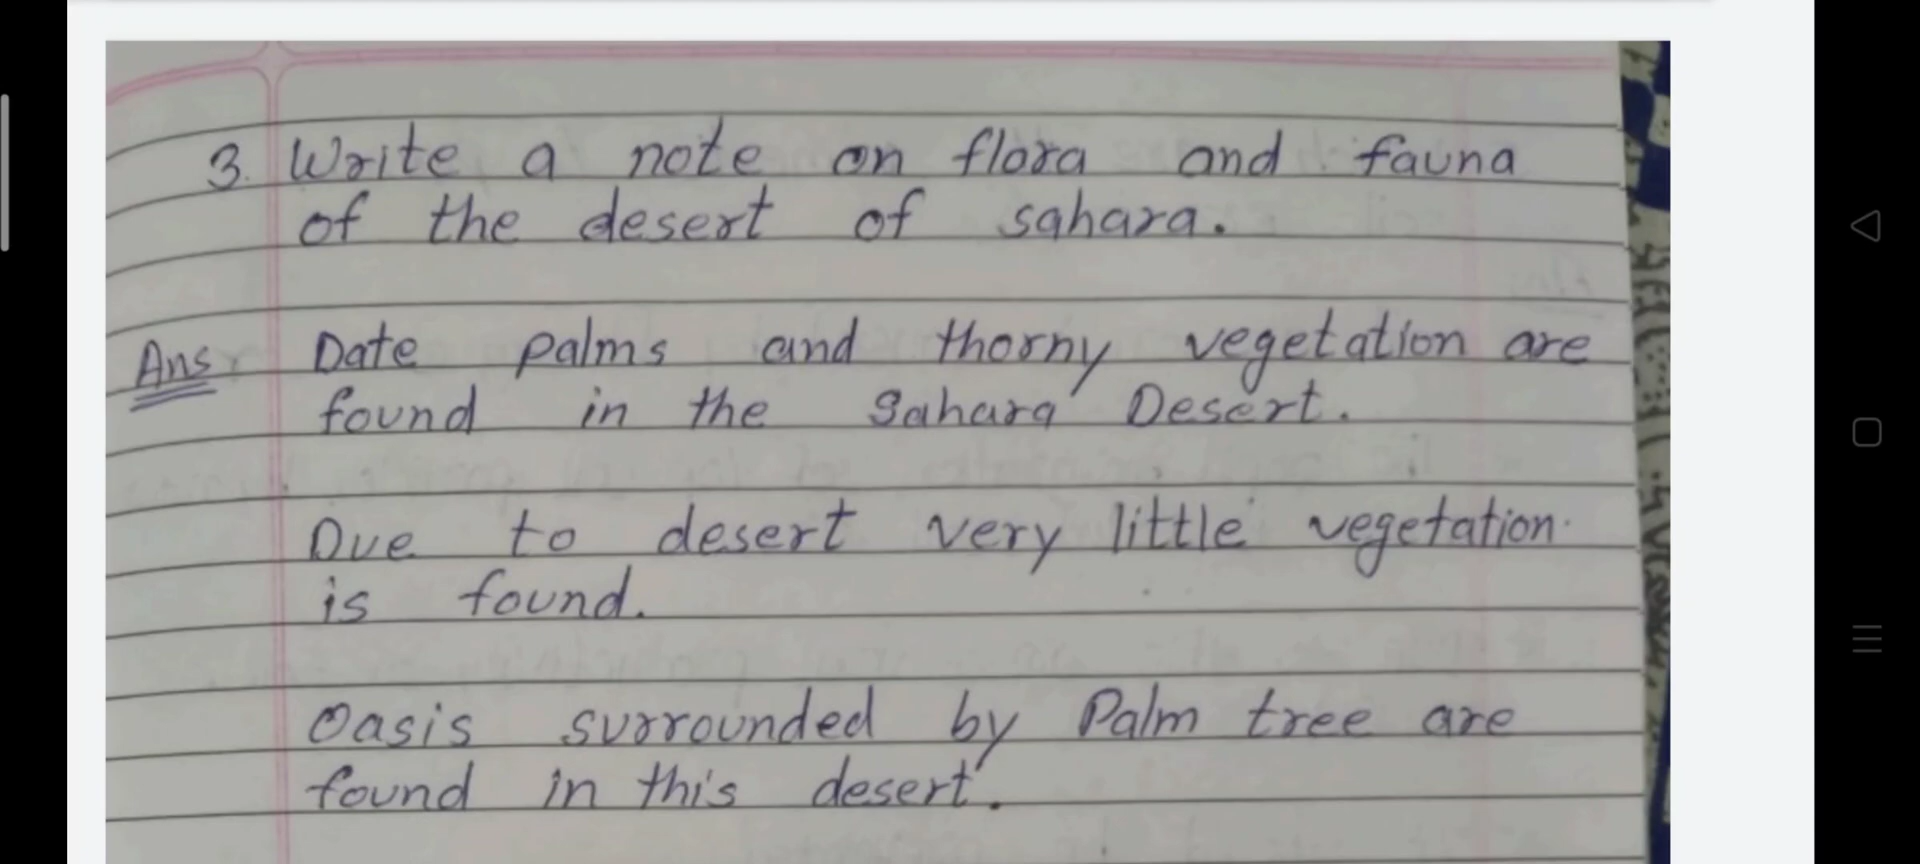 3. Write a note on flora and fauna
of the desert of sahara.
Ans. Date palms and thorny vegetation are
found in the Sahara Desert.
Due to desert very little vegetation
is found.
Oasis surrounded by Palm tree are
found in this desert.